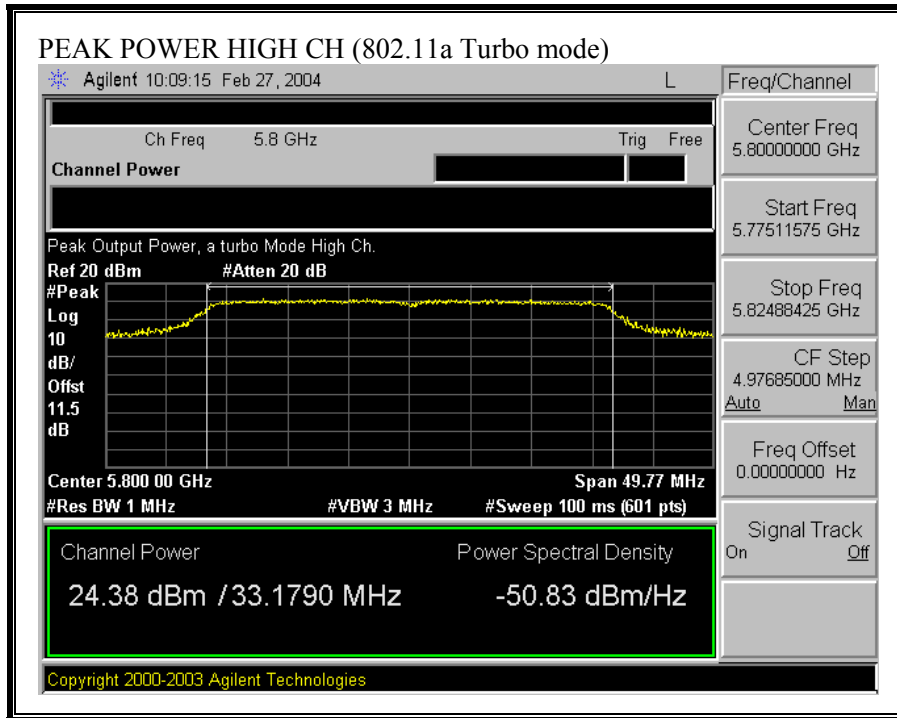 PEAK POWER HIGH CH (802.11a Turbo mode)
Agilent 10:09:15 Feb 27, 2004 L
Freq/Channel
Ch Freq 5.8 GHz Trig Free
Channel Power
Center Freq
5.80000000 GHz
Start Freq
5.77511575 GHz
Stop Freq
5.82488425 GHz
CF Step
4.97685000 MHz
Auto Man
Freq Offset
0.00000000 Hz
Signal Track
On Off
Peak Output Power, a turbo Mode High Ch.
Ref 20 dBm #Atten 20 dB
#Peak
Log
10
dB/
Offst
11.5
dB
Center 5.800 00 GHz Span 49.77 MHz
#Res BW 1 MHz #VBW 3 MHz #Sweep 100 ms (601 pts)
Channel Power Power Spectral Density
24.38 dBm / 33.1790 MHz -50.83 dBm/Hz
Copyright 2000-2003 Agilent Technologies